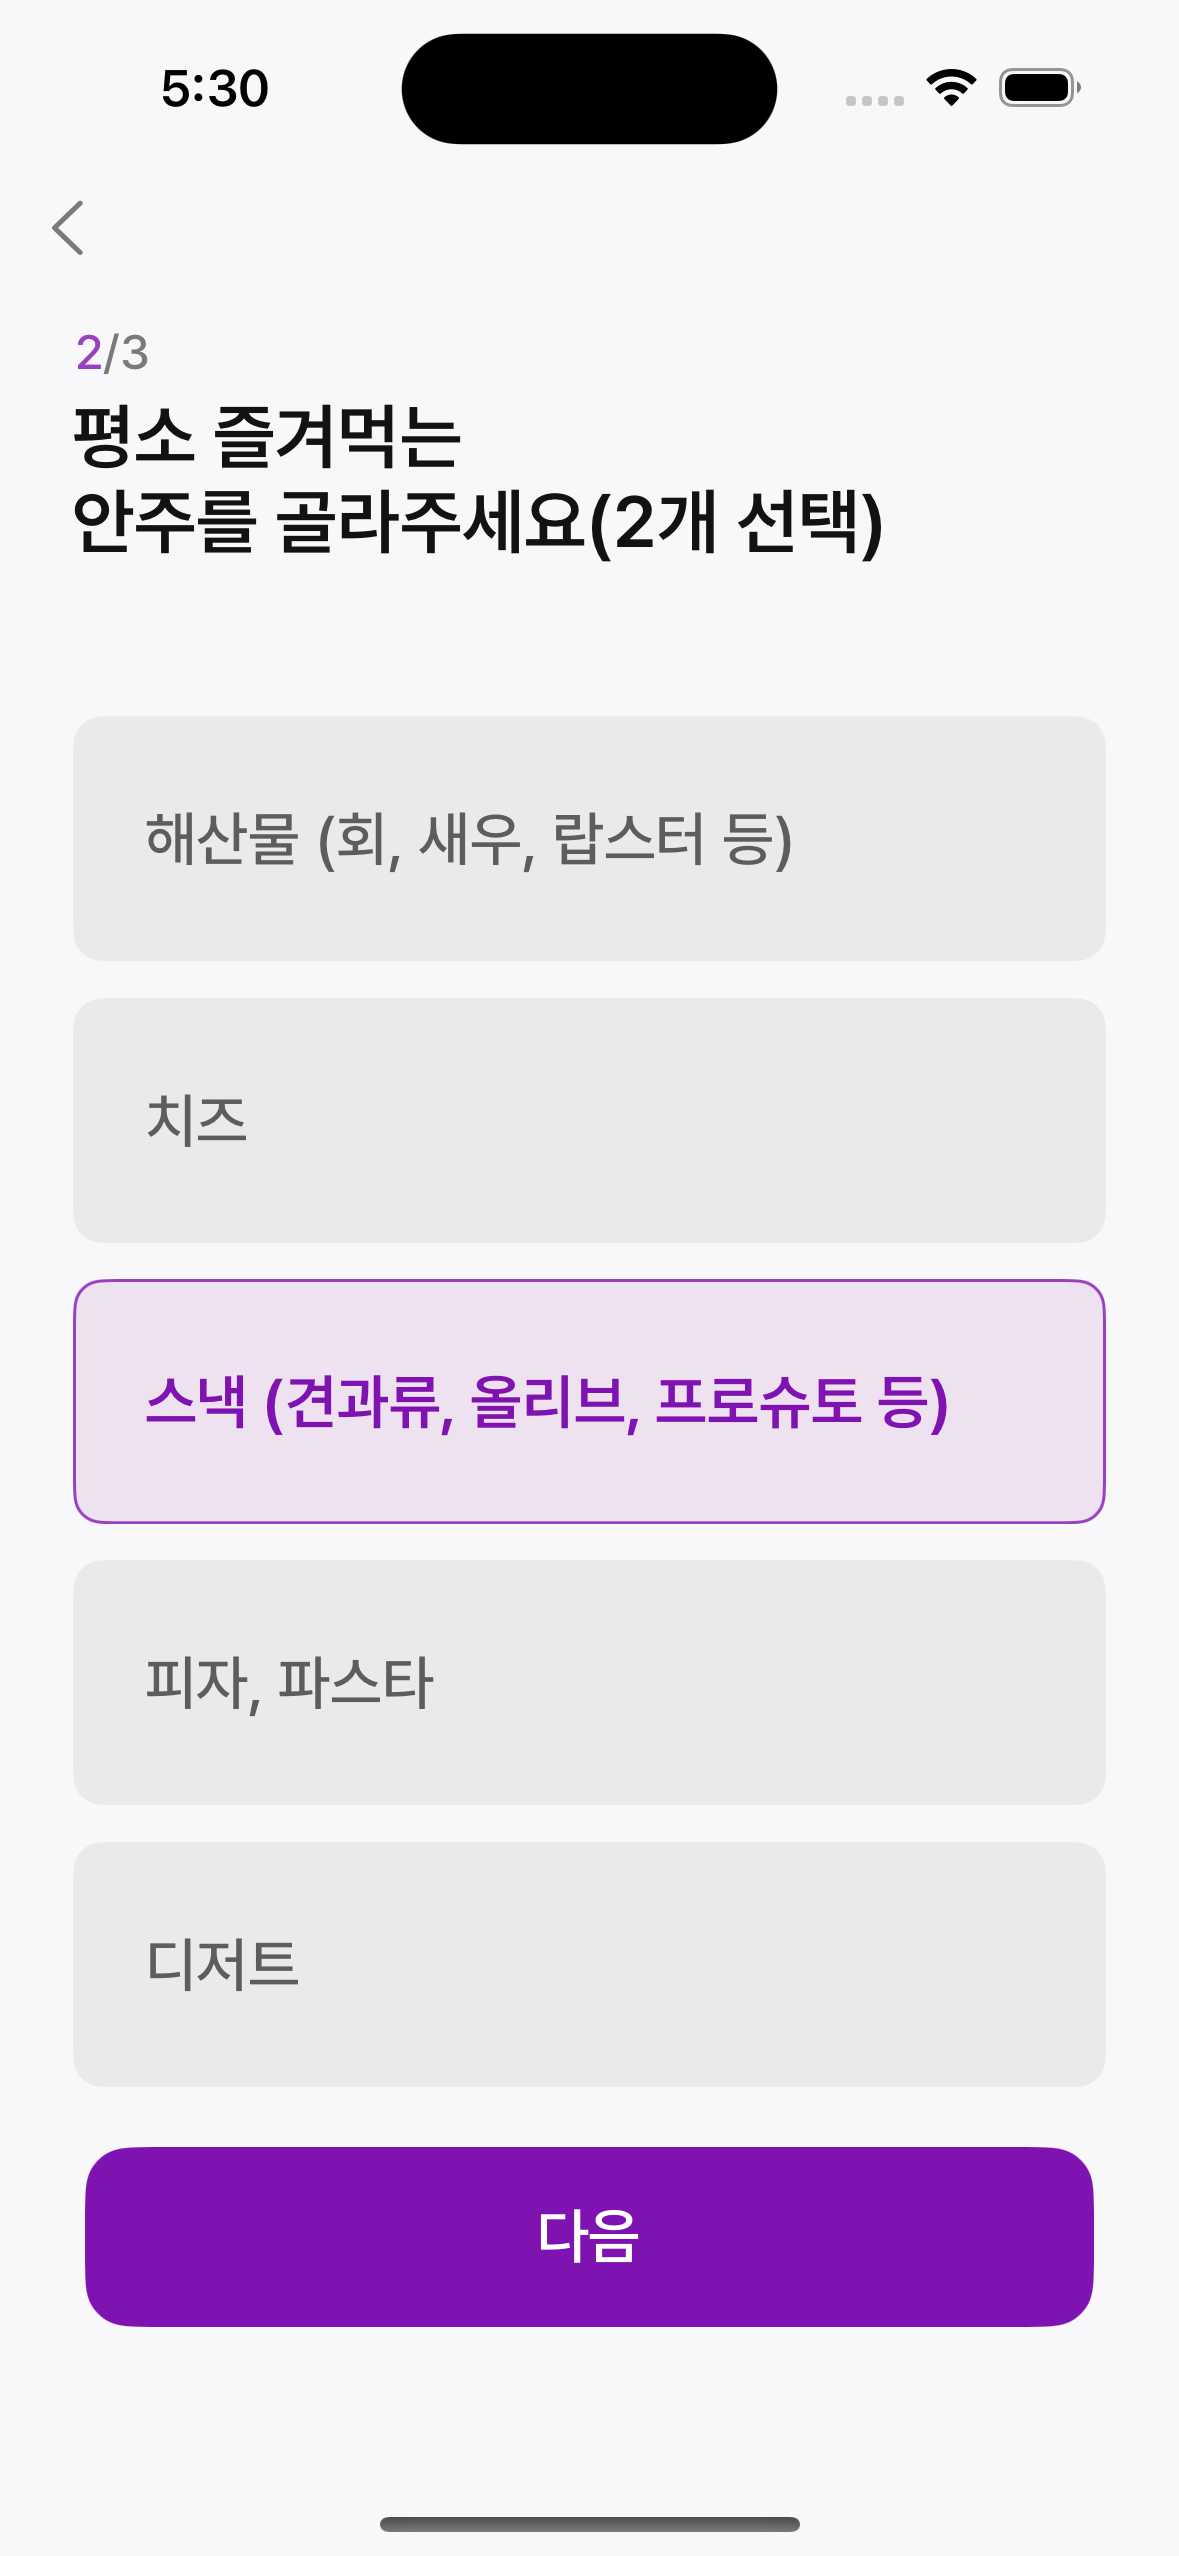 5:30
2/3
평소 즐겨먹는
안주를 골라주세요(2개 선택)
해산물 (회, 새우, 랍스터 등)
치즈
스낵 (견과류, 올리브, 프로슈토 등)
피자, 파스타
디저트
다음